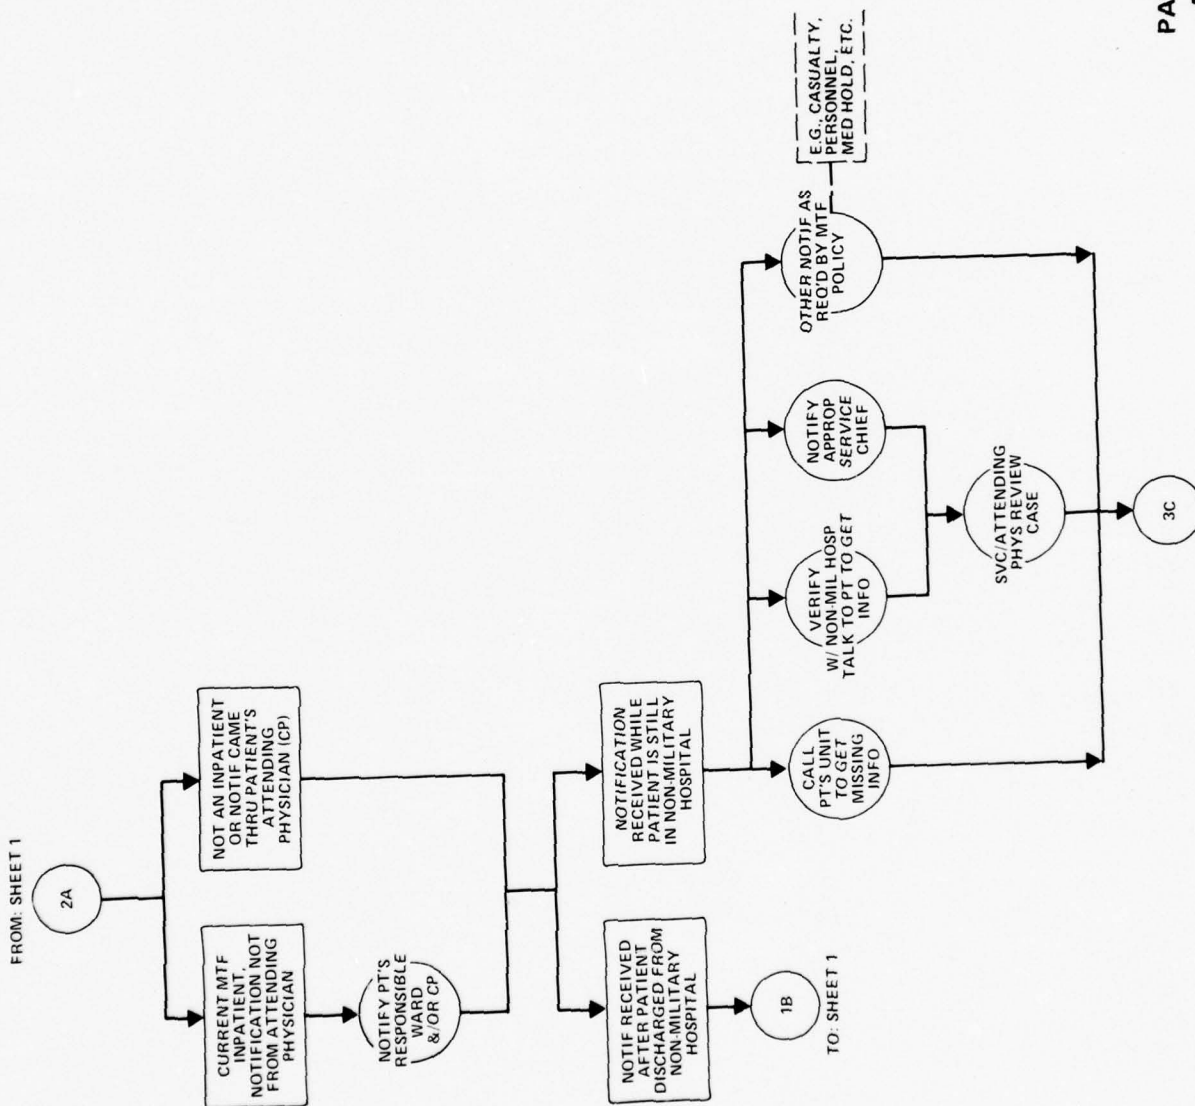 FROM: SHEET 1
2A
CURRENT MTF
INPATIENT,
NOTIFICATION NOT
FROM ATTENDING
PHYSICIAN
NOT AN INPATIENT
OR NOTIF CAME
THRU PATIENT'S
ATTENDING
PHYSICIAN (CP)
NOTIFY PT'S
RESPONSIBLE
WARD
&/OR CP
NOTIF RECEIVED
AFTER PATIENT
DISCHARGED FROM
NON-MILITARY
HOSPITAL
NOTIFICATION
RECEIVED WHILE
PATIENT IS STILL
IN NON-MILITARY
HOSPITAL
1B
TO: SHEET 1
CALL
PT'S UNIT
TO GET
MISSING
INFO
VERIFY
W/ NON-MIL HOSP
TALK TO PT TO GET
INFO
NOTIFY
APPROP
SERVICE
CHIEF
OTHER NOTIF AS
REQ'D BY MTF
POLICY
E.G., CASUALTY,
PERSONNEL,
MED HOLD, ETC.
SVC/ATTENDING
PHYS REVIEW
CASE
3C
PA